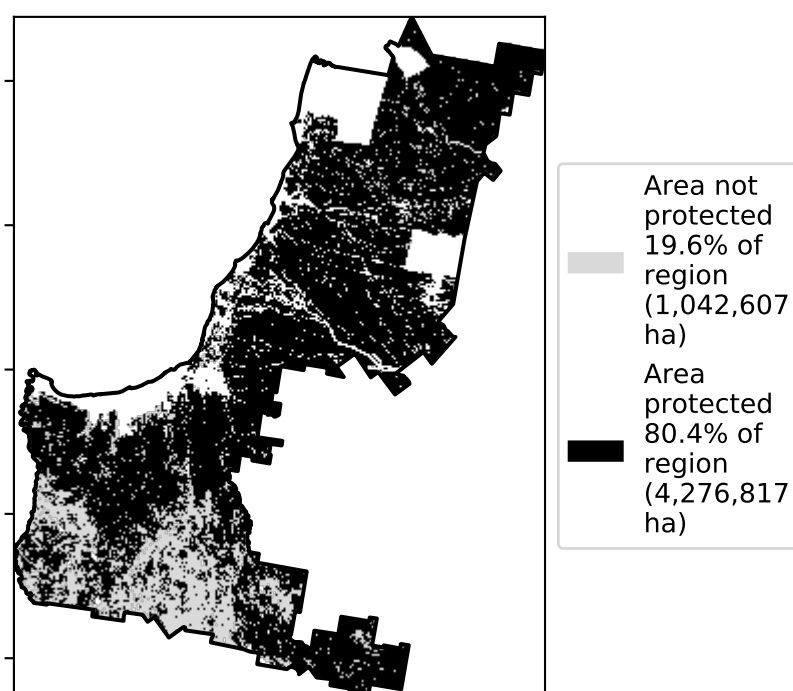 Area not
protected
19.6% of
region
(1,042,607
ha)
Area
protected
80.4% of
region
(4,276,817
ha)